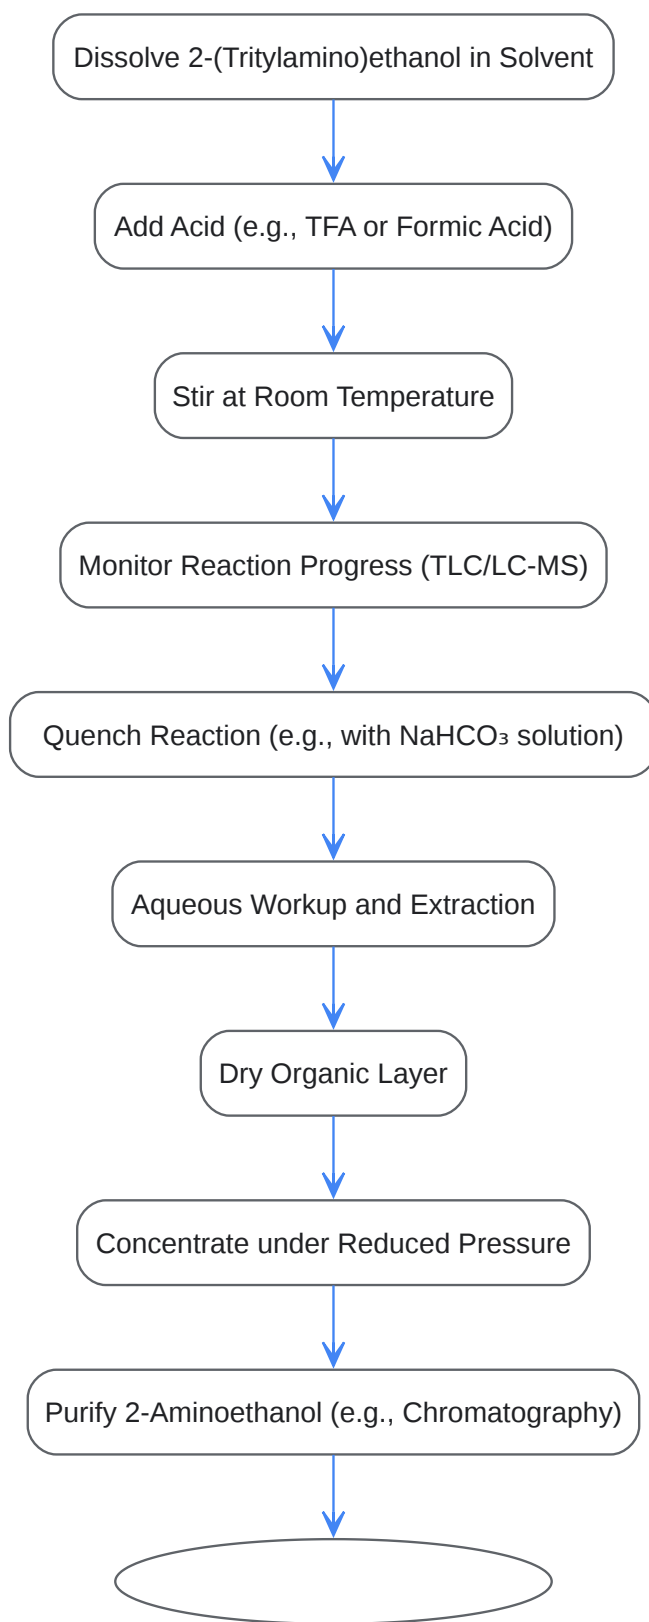 Dissolve 2-(Tritylamino)ethanol in Solvent
Add Acid (e.g., TFA or Formic Acid)
Stir at Room Temperature
Monitor Reaction Progress (TLC/LC-MS)
Quench Reaction (e.g., with NaHCO₃ solution)
Aqueous Workup and Extraction
Dry Organic Layer
Concentrate under Reduced Pressure
Purify 2-Aminoethanol (e.g., Chromatography)